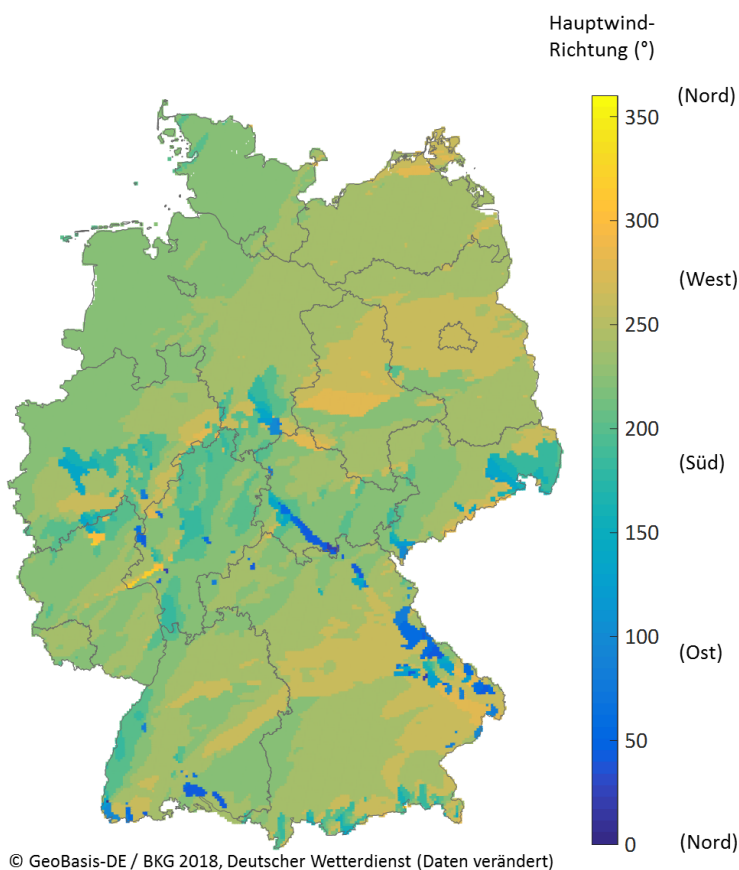 Hauptwind-
Richtung (°)
(Nord)
350
300
(West)
250
200
(Süd)
150
100
(Ost)
50
0
(Nord)
© GeoBasis-DE / BKG 2018, Deutscher Wetterdienst (Daten verändert)